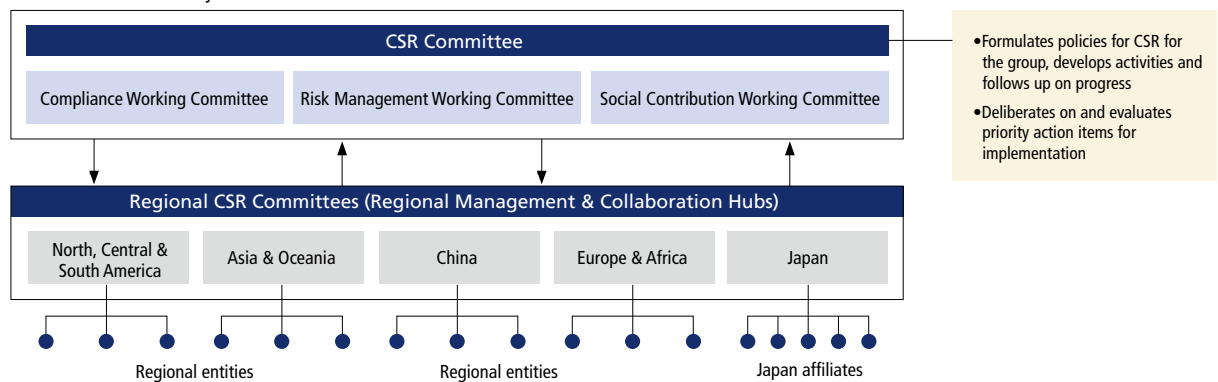 CSR Committee
Compliance Working Committee
Risk Management Working Committee
Social Contribution Working Committee
•Formulates policies for CSR for
the group, develops activities and
follows up on progress
•Deliberates on and evaluates
priority action items for
implementation
Regional CSR Committees (Regional Management & Collaboration Hubs)
North, Central &
South America
Asia & Oceania
China
Europe & Africa
Japan
Regional entities
Regional entities
Japan affiliates